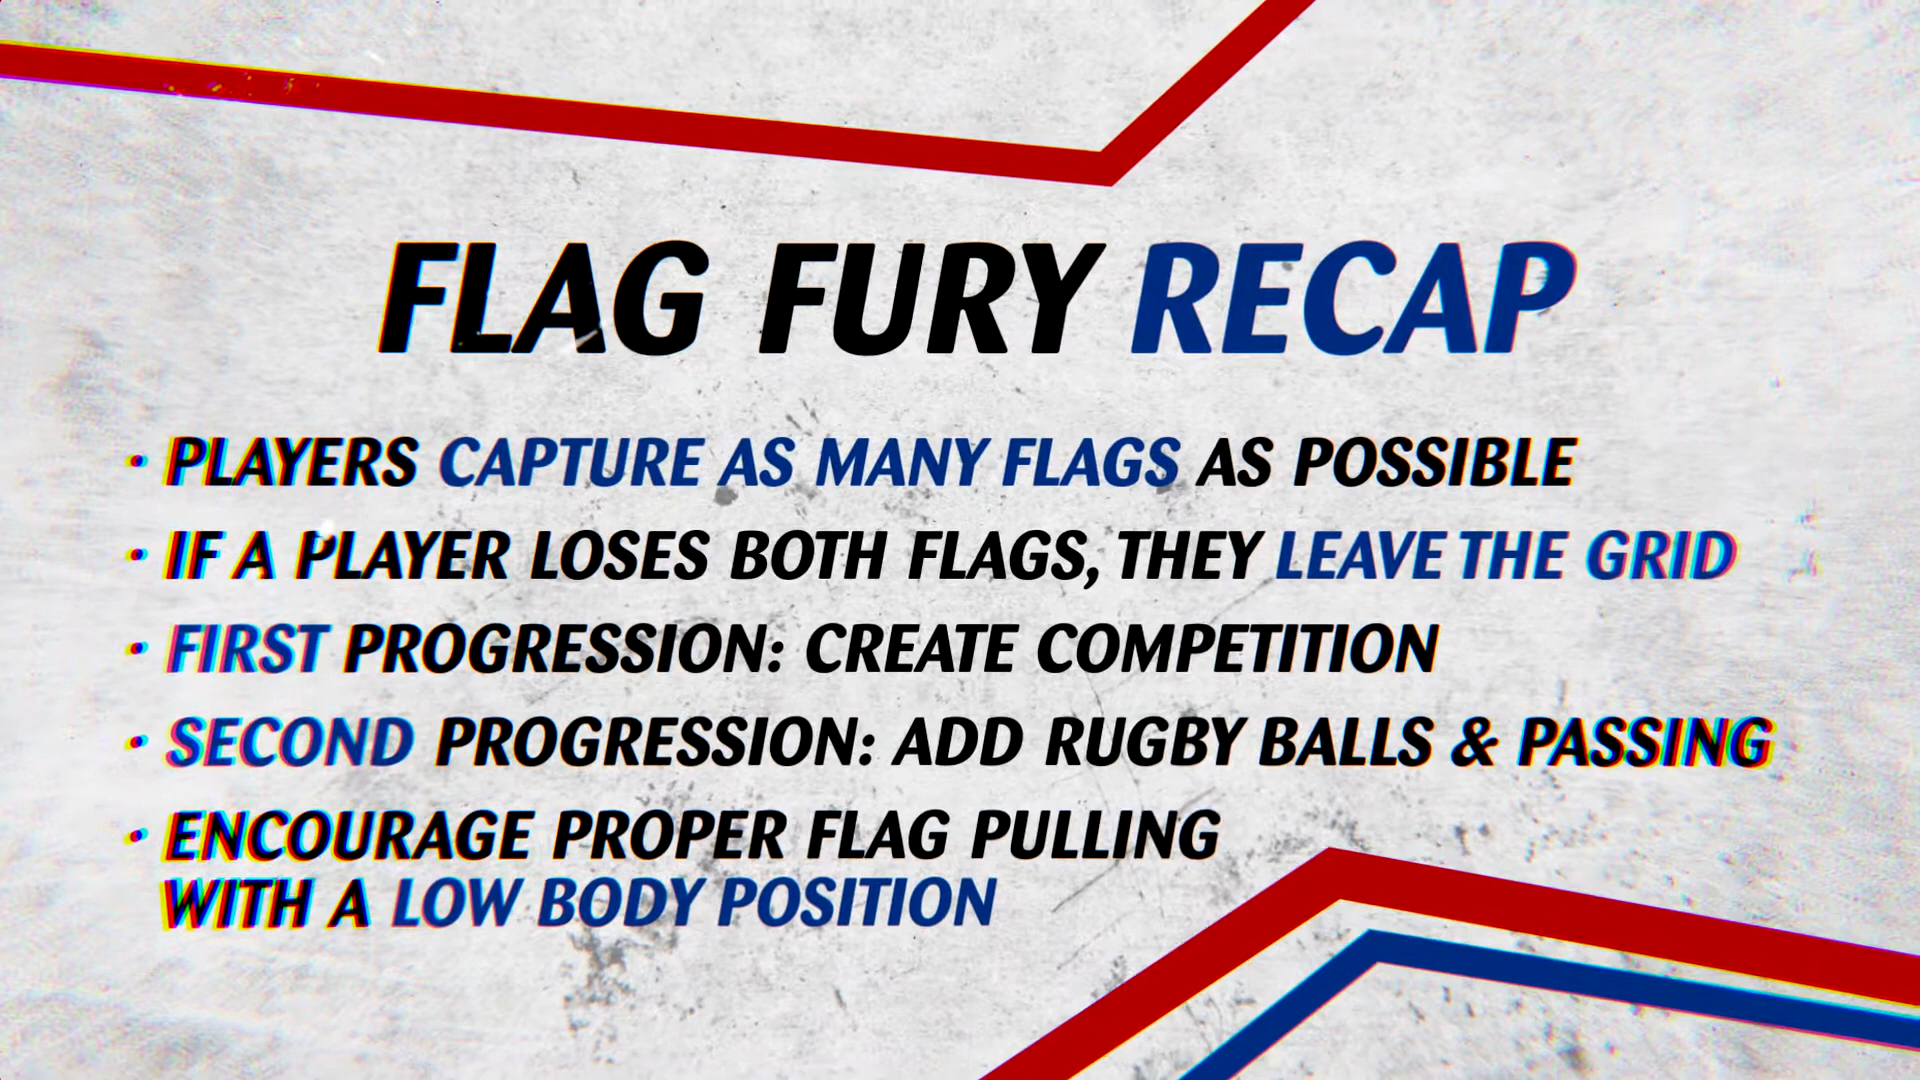 FLAG FURY RECAP
· PLAYERS CAPTURE AS MANY FLAGS AS POSSIBLE
· IF A PLAYER LOSES BOTH FLAGS, THEY LEAVE THE GRID
· FIRST PROGRESSION: CREATE COMPETITION
· SECOND PROGRESSION: ADD RUGBY BALLS & PASSING
· ENCOURAGE PROPER FLAG PULLING
WITH A LOW BODY POSITION